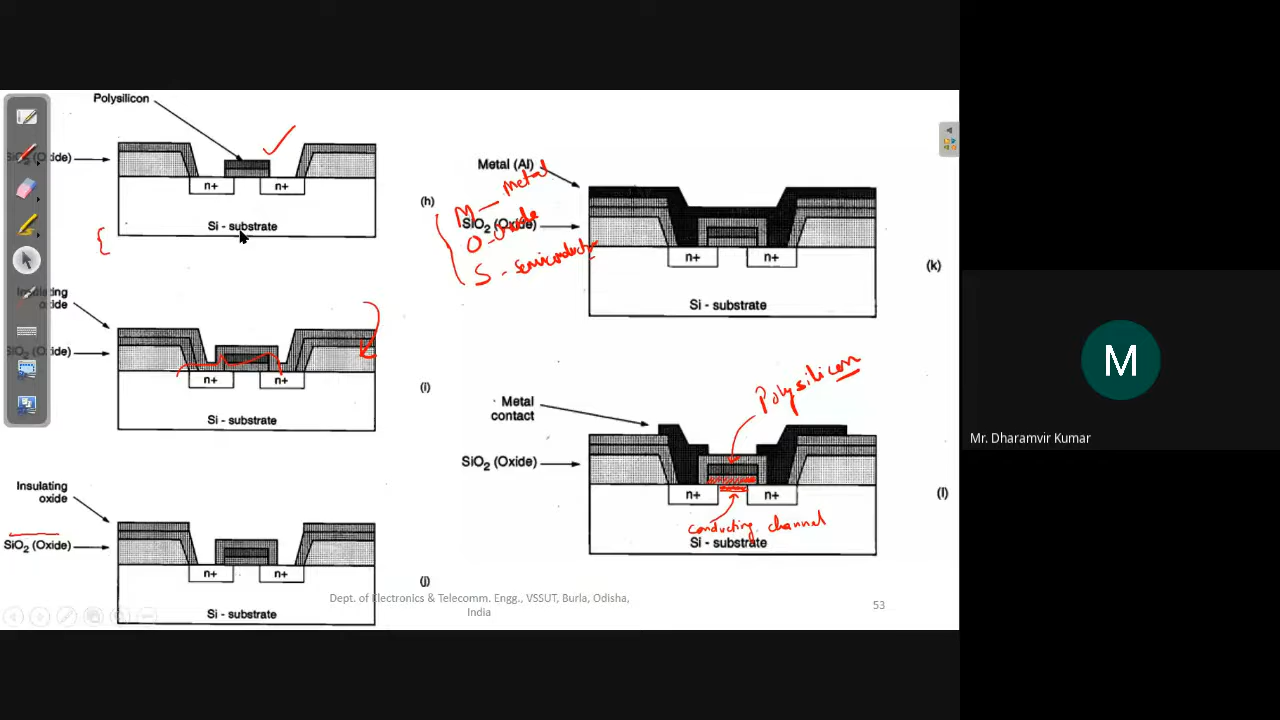 Polysilicon
SiO₂ (Oxide)
n+
n+
Si - substrate
(h)
Insulating
oxide
SiO₂ (Oxide)
n+
n+
Si - substrate
(i)
Insulating
oxide
SiO₂ (Oxide)
n+
n+
Si - substrate
(j)
Metal (Al)
M - metal
SiO₂ (Oxide)
O - oxide
S - semiconductor
n+
n+
Si - substrate
(k)
Polysilicon
Metal
contact
SiO₂ (Oxide)
n+
n+
conducting channel
Si - substrate
(l)
Dept. of Electronics & Telecomm. Engg., VSSUT, Burla, Odisha,
India
53
M
Mr. Dharamvir Kumar